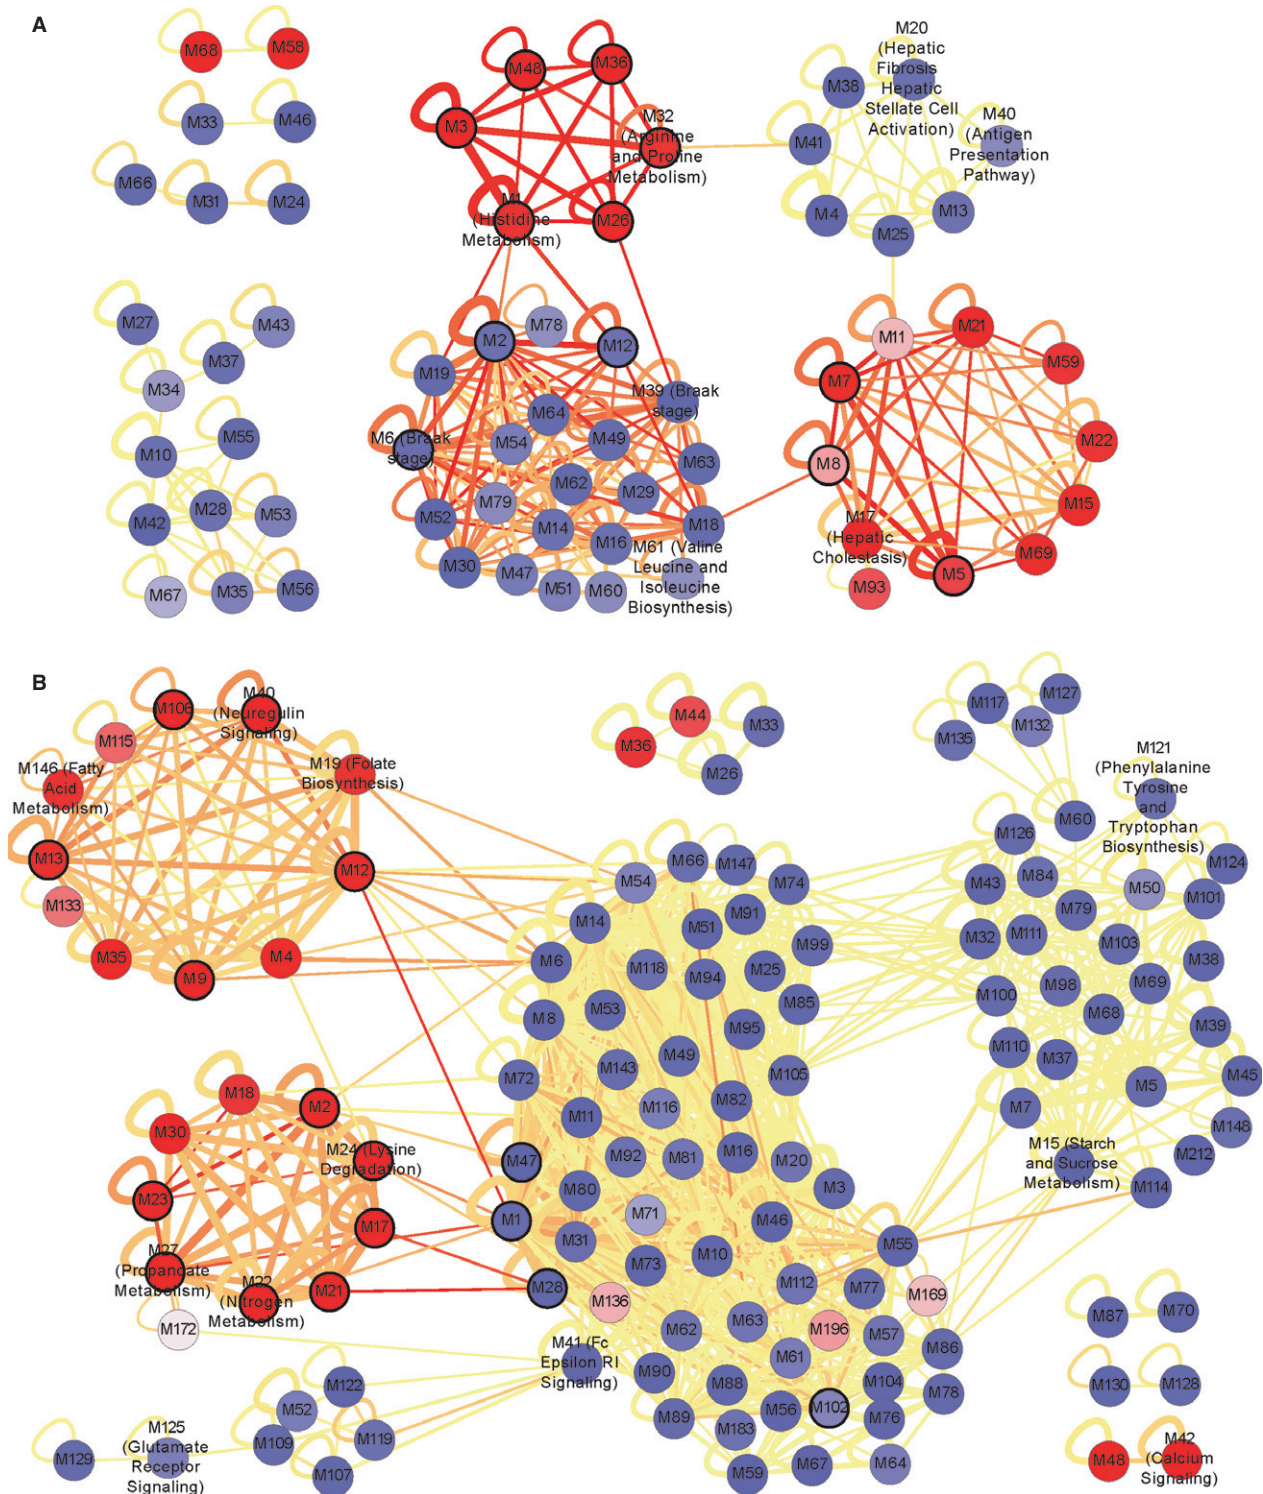 A
M68
M58
M33
M46
M66
M31
M24
M48
M36
M3
M32
(Arginine
and Proline
Metabolism)
M1
(Histidine
Metabolism)
M26
M20
(Hepatic
Fibrosis
Hepatic
Stellate Cell
Activation)
M38
M40
(Antigen
Presentation
Pathway)
M41
M4
M25
M13
M27
M43
M37
M34
M55
M10
M28
M53
M42
M67
M35
M56
M2
M78
M12
M19
M39 (Braak
stage)
M64
M6 (Braak
stage)
M54
M49
M63
M62
M29
M79
M52
M14
M16
M18
M30
M47
M51
M60
M61 (Valine
Leucine and
Isoleucine
Biosynthesis)
M11
M21
M7
M59
M8
M22
M17
(Hepatic
Cholestasis)
M15
M69
M5
M93
B
M106
M40
(Neuregulin
Signaling)
M115
M19 (Folate
Biosynthesis)
M146 (Fatty
Acid
Metabolism)
M13
M12
M133
M35
M9
M4
M44
M36
M33
M26
M117
M127
M135
M132
M60
M121
(Phenylalanine
Tyrosine
and
Tryptophan
Biosynthesis)
M126
M124
M43
M84
M50
M101
M79
M32
M111
M103
M38
M98
M69
M100
M68
M39
M110
M37
M5
M45
M7
M148
M15 (Starch
and Sucrose
Metabolism)
M212
M114
M66
M147
M54
M74
M14
M51
M91
M99
M6
M118
M94
M25
M85
M8
M53
M95
M49
M143
M105
M72
M11
M116
M82
M92
M81
M16
M20
M47
M80
M3
M71
M46
M1
M31
M55
M73
M10
M28
M136
M112
M77
M169
M62
M63
M196
M57
M86
M41 (Fc
Epsilon RI
Signaling)
M61
M90
M88
M104
M78
M89
M56
M102
M76
M183
M59
M67
M64
M18
M2
M30
M24 (Lysine
Degradation)
M23
M17
M27
(Propanoate
Metabolism)
M22
(Nitrogen
Metabolism)
M21
M172
M122
M52
M125
(Glutamate
Receptor
Signaling)
M129
M109
M119
M107
M87
M70
M130
M128
M48
M42
(Calcium
Signaling)